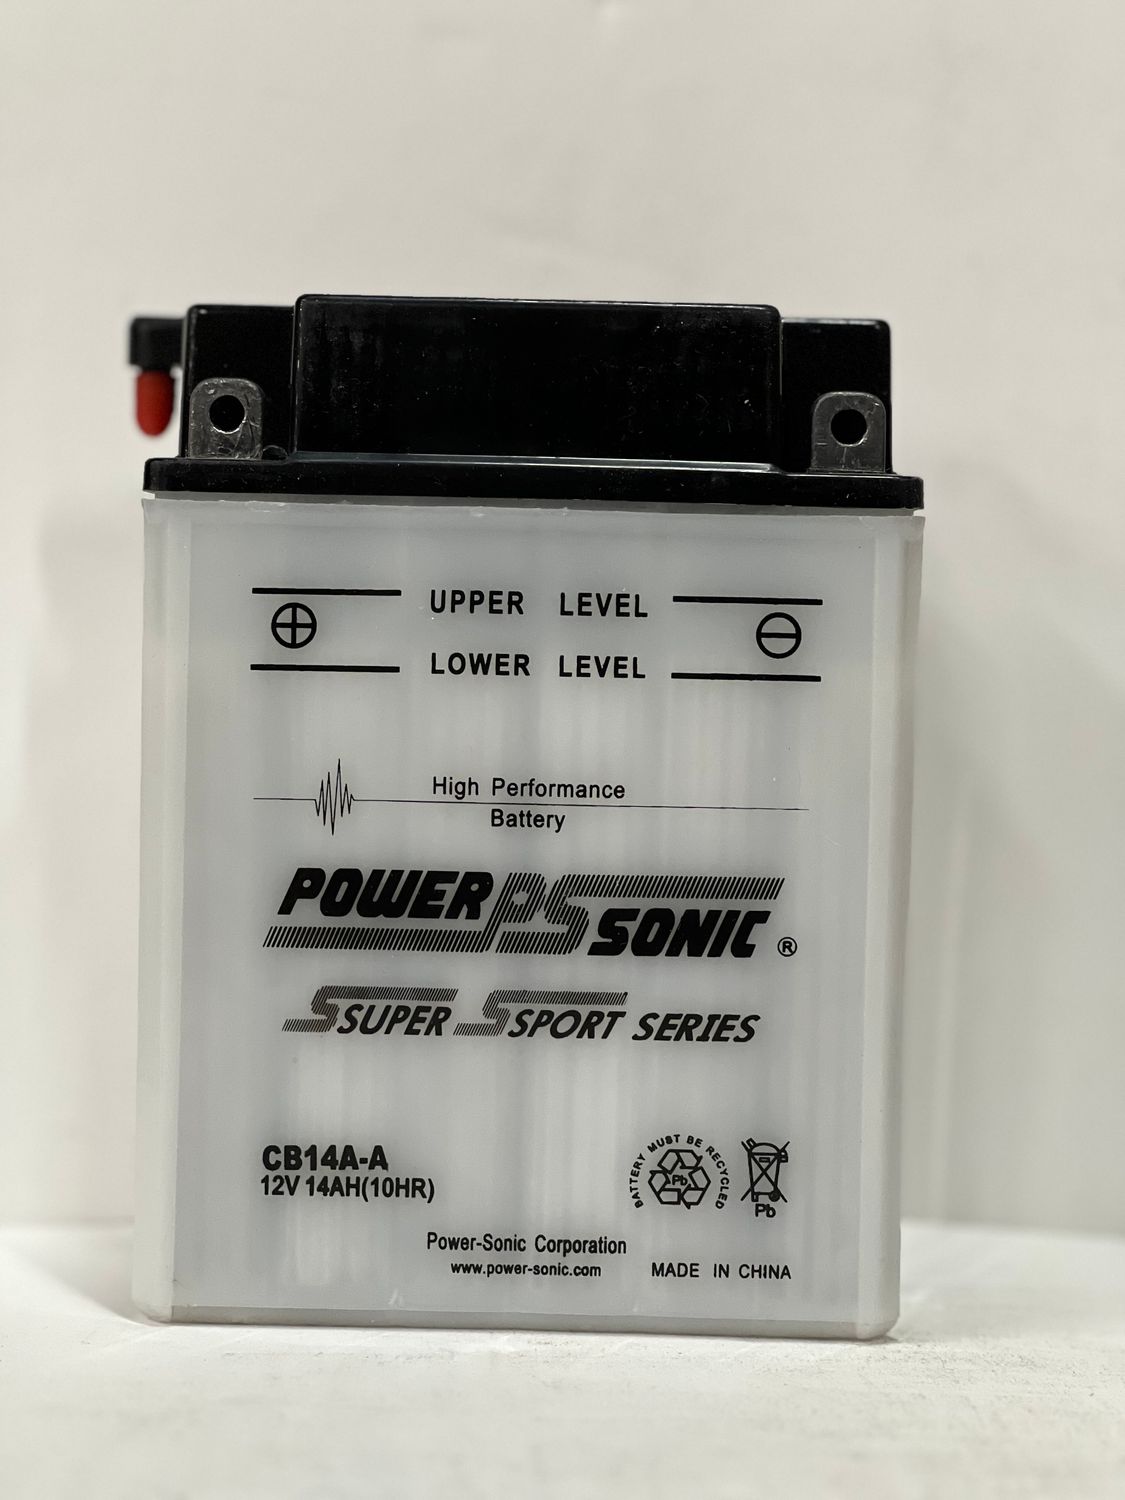 UPPER LEVEL
LOWER LEVEL
High Performance
Battery
POWER PS SONIC ®
S SUPER S SPORT SERIES
CB14A-A
12V 14AH(10HR)
BATTERY MUST BE RECYCLED
Pb
Pb
Power-Sonic Corporation
www.power-sonic.com
MADE IN CHINA